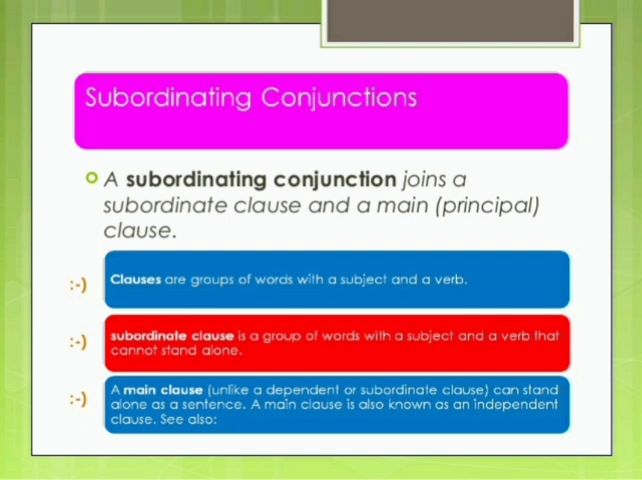 Subordinating Conjunctions
A subordinating conjunction joins a
subordinate clause and a main (principal)
clause.
:-)
Clauses are groups of words with a subject and a verb.
:-)
subordinate clause is a group of words with a subject and a verb that
cannot stand alone.
:-)
A main clause (unlike a dependent or subordinate clause) can stand
alone as a sentence. A main clause is also known as an independent
clause. See also: